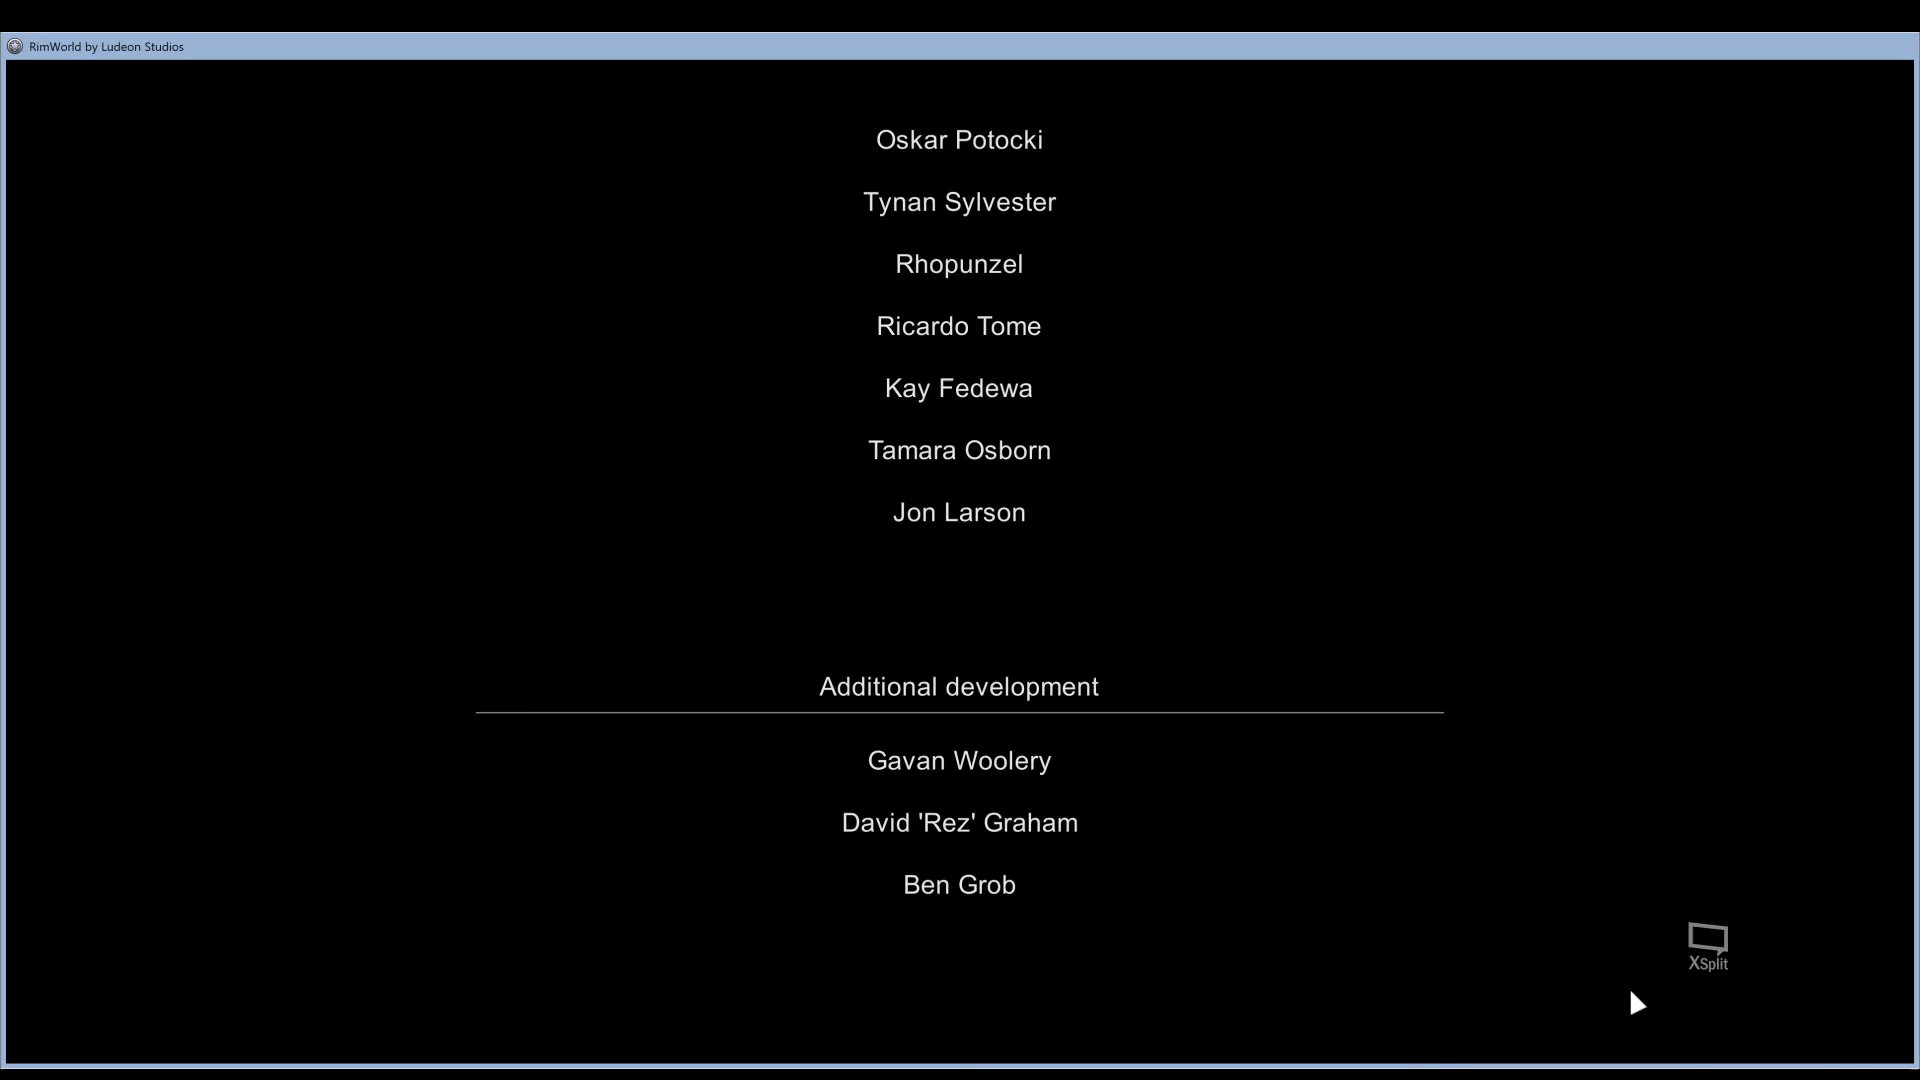 RimWorld by Ludeon Studios
Oskar Potocki
Tynan Sylvester
Rhopunzel
Ricardo Tome
Kay Fedewa
Tamara Osborn
Jon Larson
Additional development
Gavan Woolery
David 'Rez' Graham
Ben Grob
XSplit